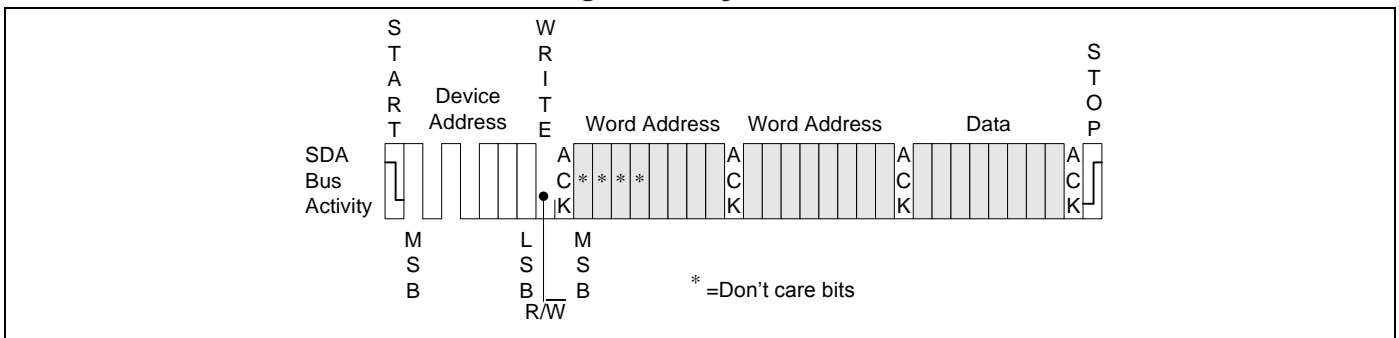 START
WRITE
STOP
Device
Address
Word Address
Word Address
Data
SDA
Bus
Activity
ACK
* * * *
ACK
ACK
ACK
MSB
LSB
MSB
R/W̅
* =Don't care bits